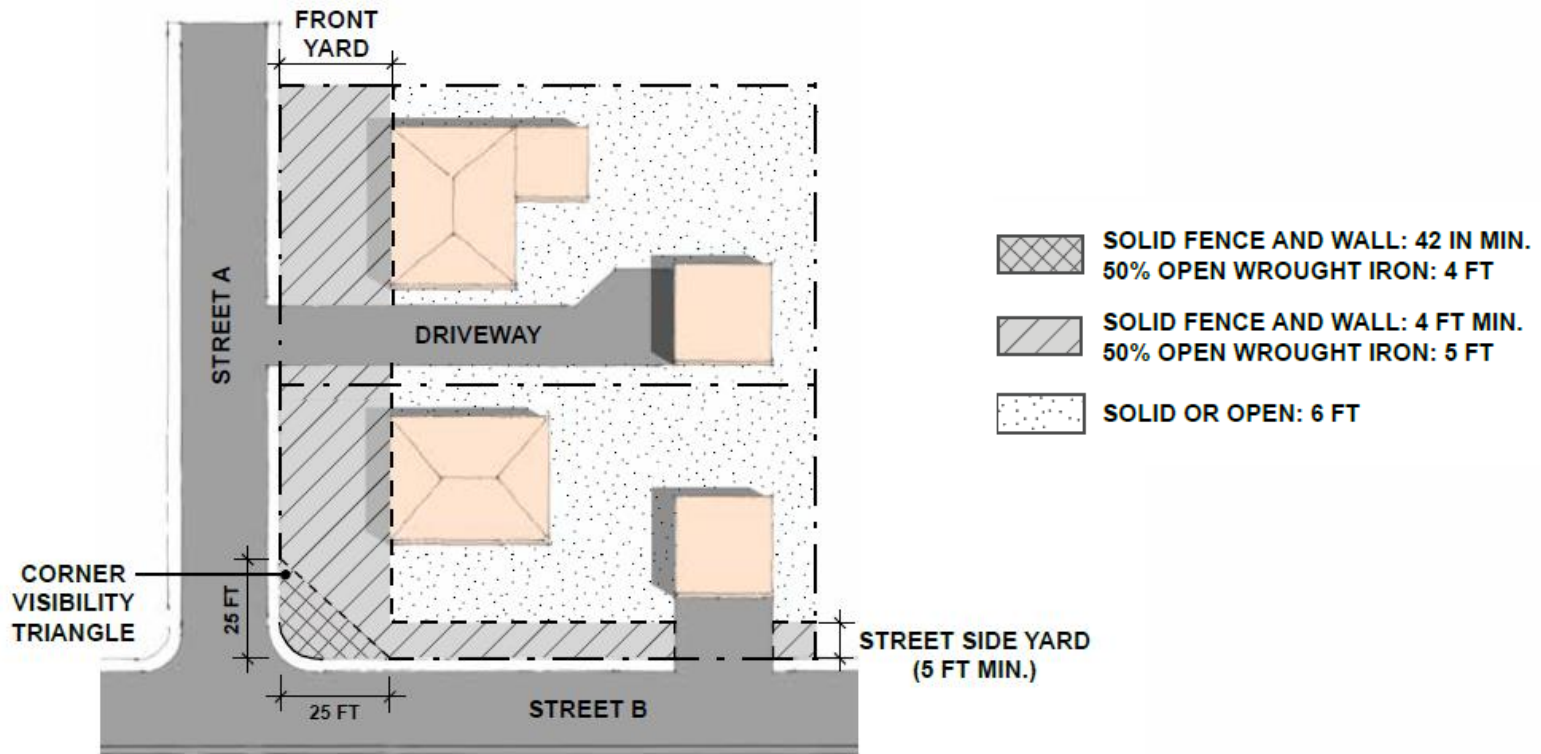 FRONT
YARD
STREET A
DRIVEWAY
CORNER
VISIBILITY
TRIANGLE
25 FT
25 FT
STREET B
STREET SIDE YARD
(5 FT MIN.)
SOLID FENCE AND WALL: 42 IN MIN.
50% OPEN WROUGHT IRON: 4 FT
SOLID FENCE AND WALL: 4 FT MIN.
50% OPEN WROUGHT IRON: 5 FT
SOLID OR OPEN: 6 FT